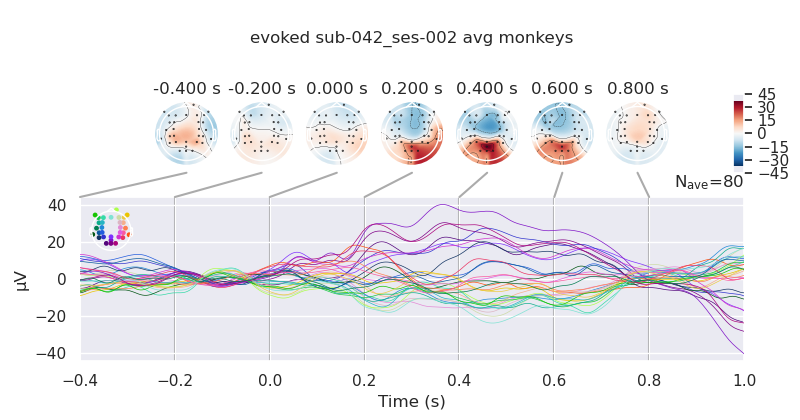 evoked sub-042_ses-002 avg monkeys
-0.400 s -0.200 s 0.000 s 0.200 s 0.400 s 0.600 s 0.800 s
45
30
15
0
−15
−30
−45
Nave=80
40
20
0
−20
−40
µV
−0.4 −0.2 0.0 0.2 0.4 0.6 0.8 1.0
Time (s)